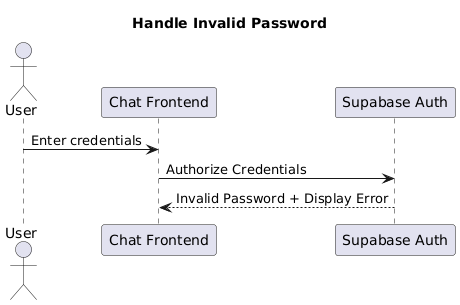 Handle Invalid Password
User
Chat Frontend
Supabase Auth
Enter credentials
Authorize Credentials
Invalid Password + Display Error
User
Chat Frontend
Supabase Auth